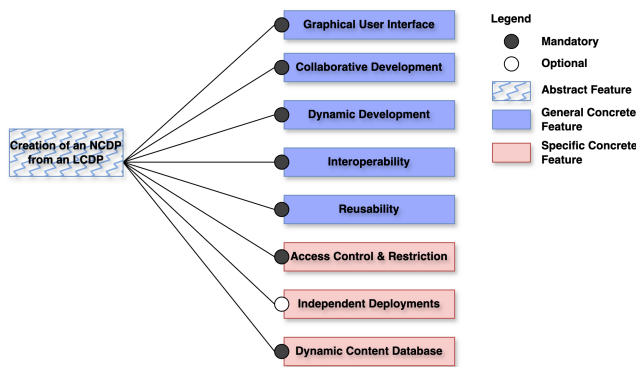 Graphical User Interface
Collaborative Development
Dynamic Development
Creation of an NCDP
from an LCDP
Interoperability
Reusability
Access Control & Restriction
Independent Deployments
Dynamic Content Database
Legend
Mandatory
Optional
Abstract Feature
General Concrete
Feature
Specific Concrete
Feature